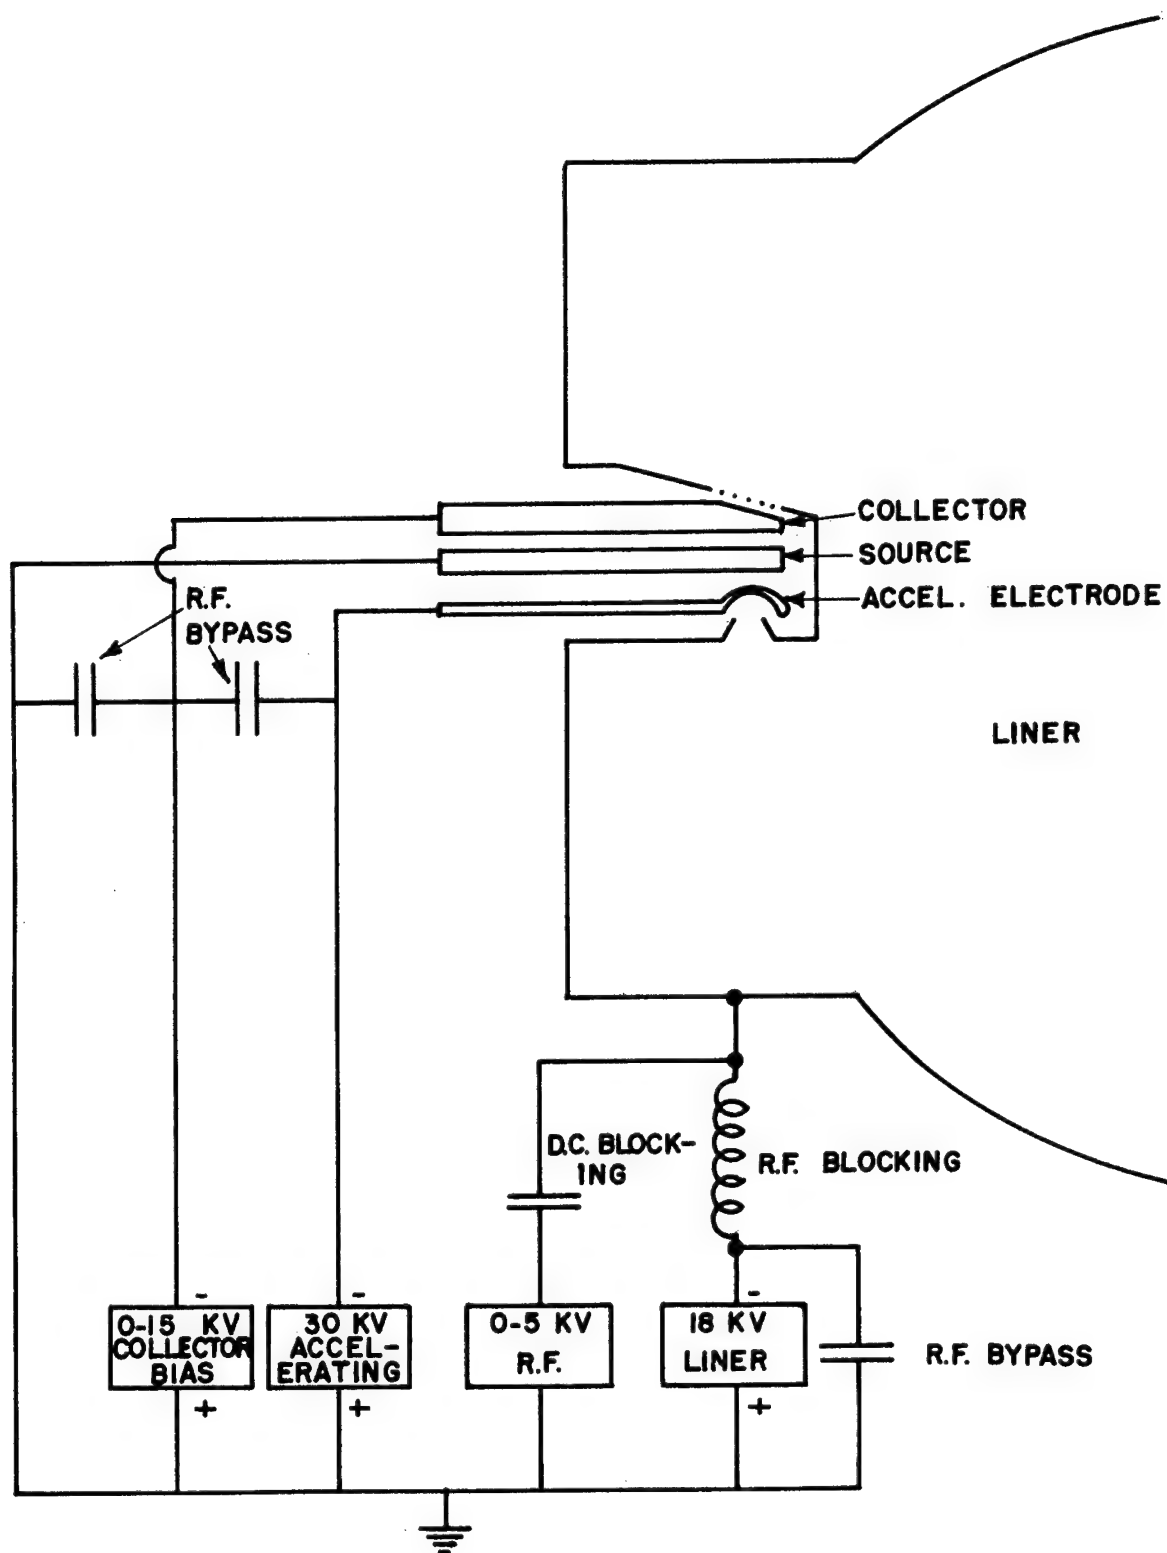 COLLECTOR
SOURCE
ACCEL. ELECTRODE
R.F.
BYPASS
LINER
D.C. BLOCK-
ING
R.F. BLOCKING
-
-
-
0-15 KV
COLLECTOR
BIAS
30 KV
ACCEL-
ERATING
0-5 KV
R.F.
18 KV
LINER
R.F. BYPASS
+
+
+